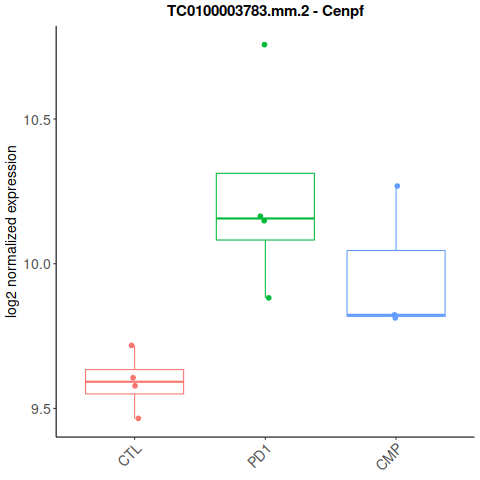 TC0100003783.mm.2 - Cenpf
log2 normalized expression
10.5
10.0
9.5
CTL
PD1
CMP